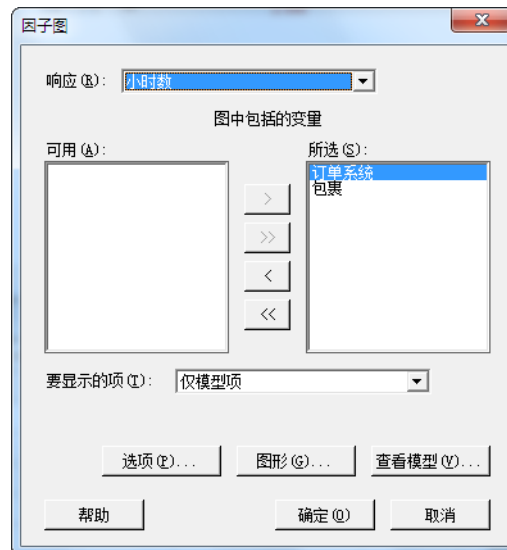 因子图
响应(R): 小时数
图中包括的变量
可用(A): 所选(S):
订单系统
包裹
>
>>
<
<<
要显示的项(T): 仅模型项
选项(P)... 图形(G)... 查看模型(V)...
帮助 确定(O) 取消